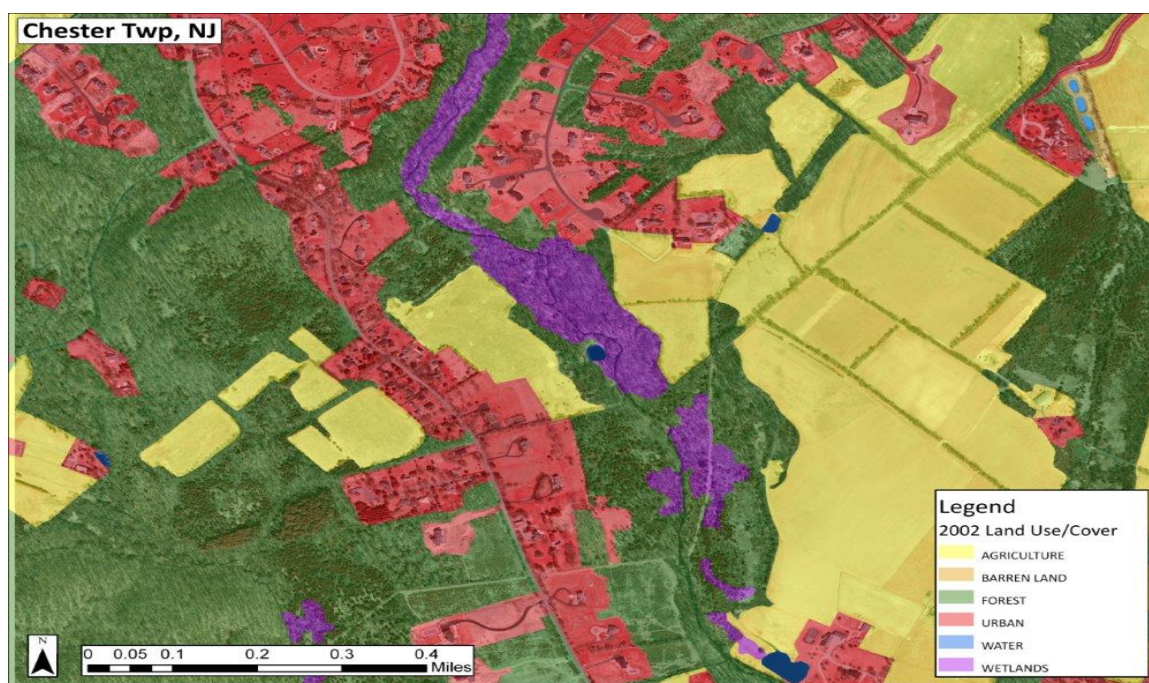 Chester Twp, NJ
Legend
2002 Land Use/Cover
AGRICULTURE
BARREN LAND
FOREST
URBAN
WATER
WETLANDS
N
0 0.05 0.1 0.2 0.3 0.4
Miles